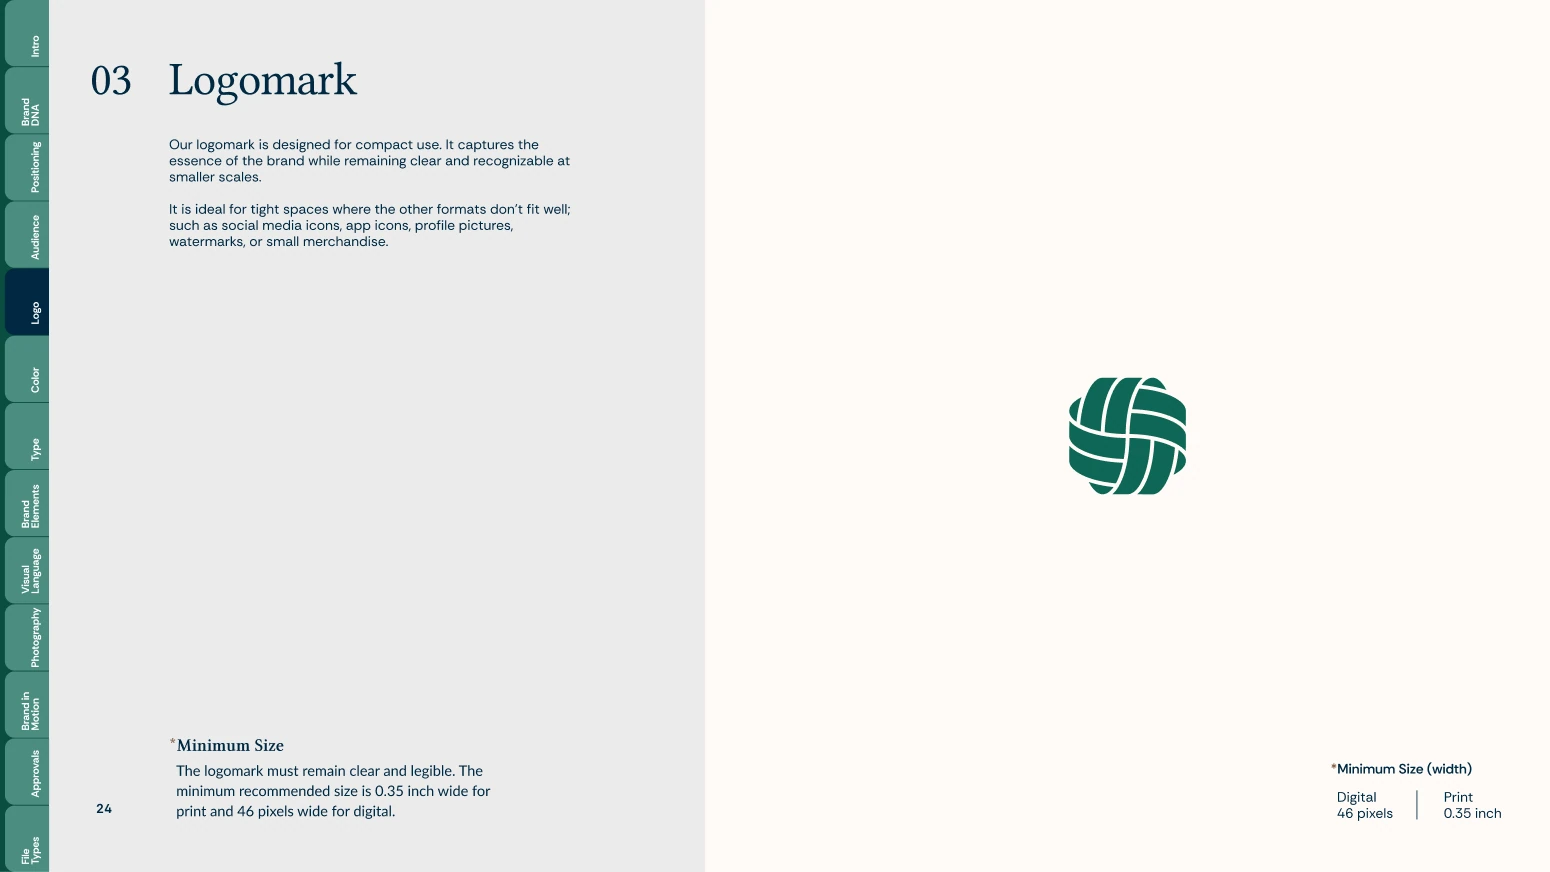 Intro
Brand
DNA
Positioning
Audience
Logo
Color
Type
Brand
Elements
Visual
Language
Photography
Brand in
Motion
Approvals
File
Types
03 Logomark
Our logomark is designed for compact use. It captures the
essence of the brand while remaining clear and recognizable at
smaller scales.
It is ideal for tight spaces where the other formats don’t fit well;
such as social media icons, app icons, profile pictures,
watermarks, or small merchandise.
*Minimum Size
The logomark must remain clear and legible. The
minimum recommended size is 0.35 inch wide for
print and 46 pixels wide for digital.
24
*Minimum Size (width)
Digital
46 pixels
Print
0.35 inch